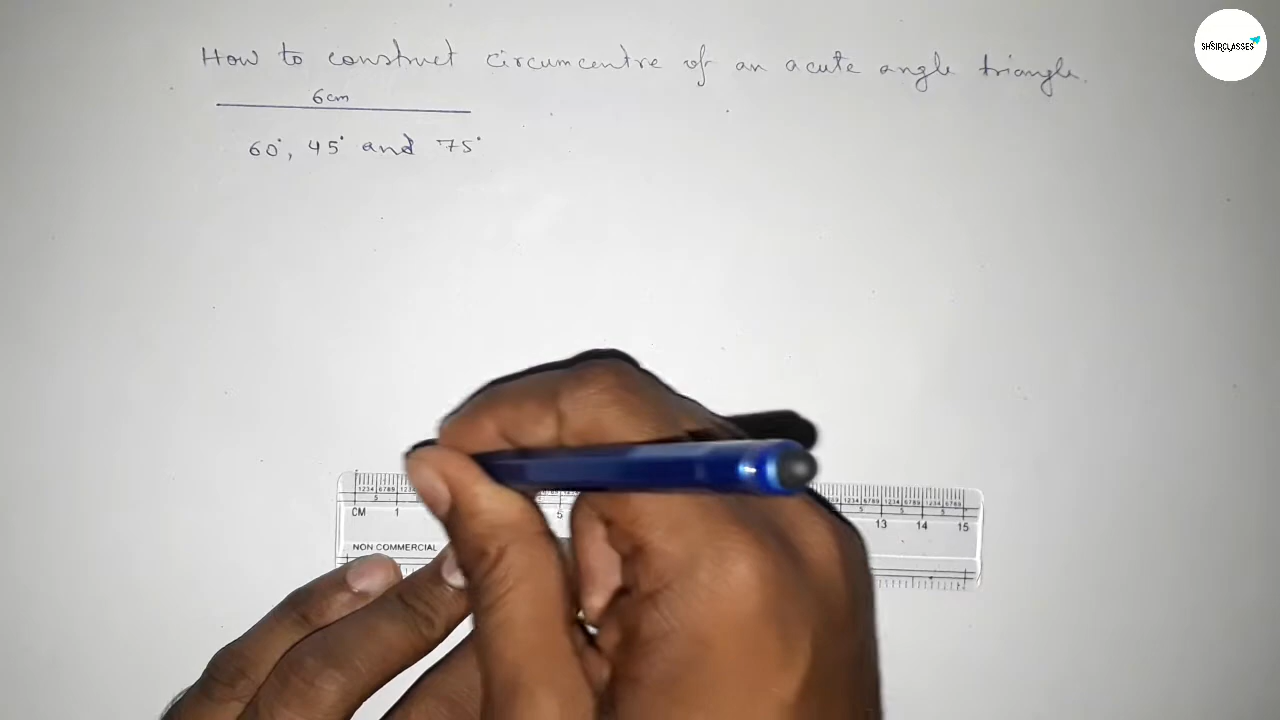 How to construct circumcentre of an acute angle triangle.
6cm
60°, 45° and 75°
SHSIRCLASSES
CM 1 5 13 14 15
NON COMMERCIAL